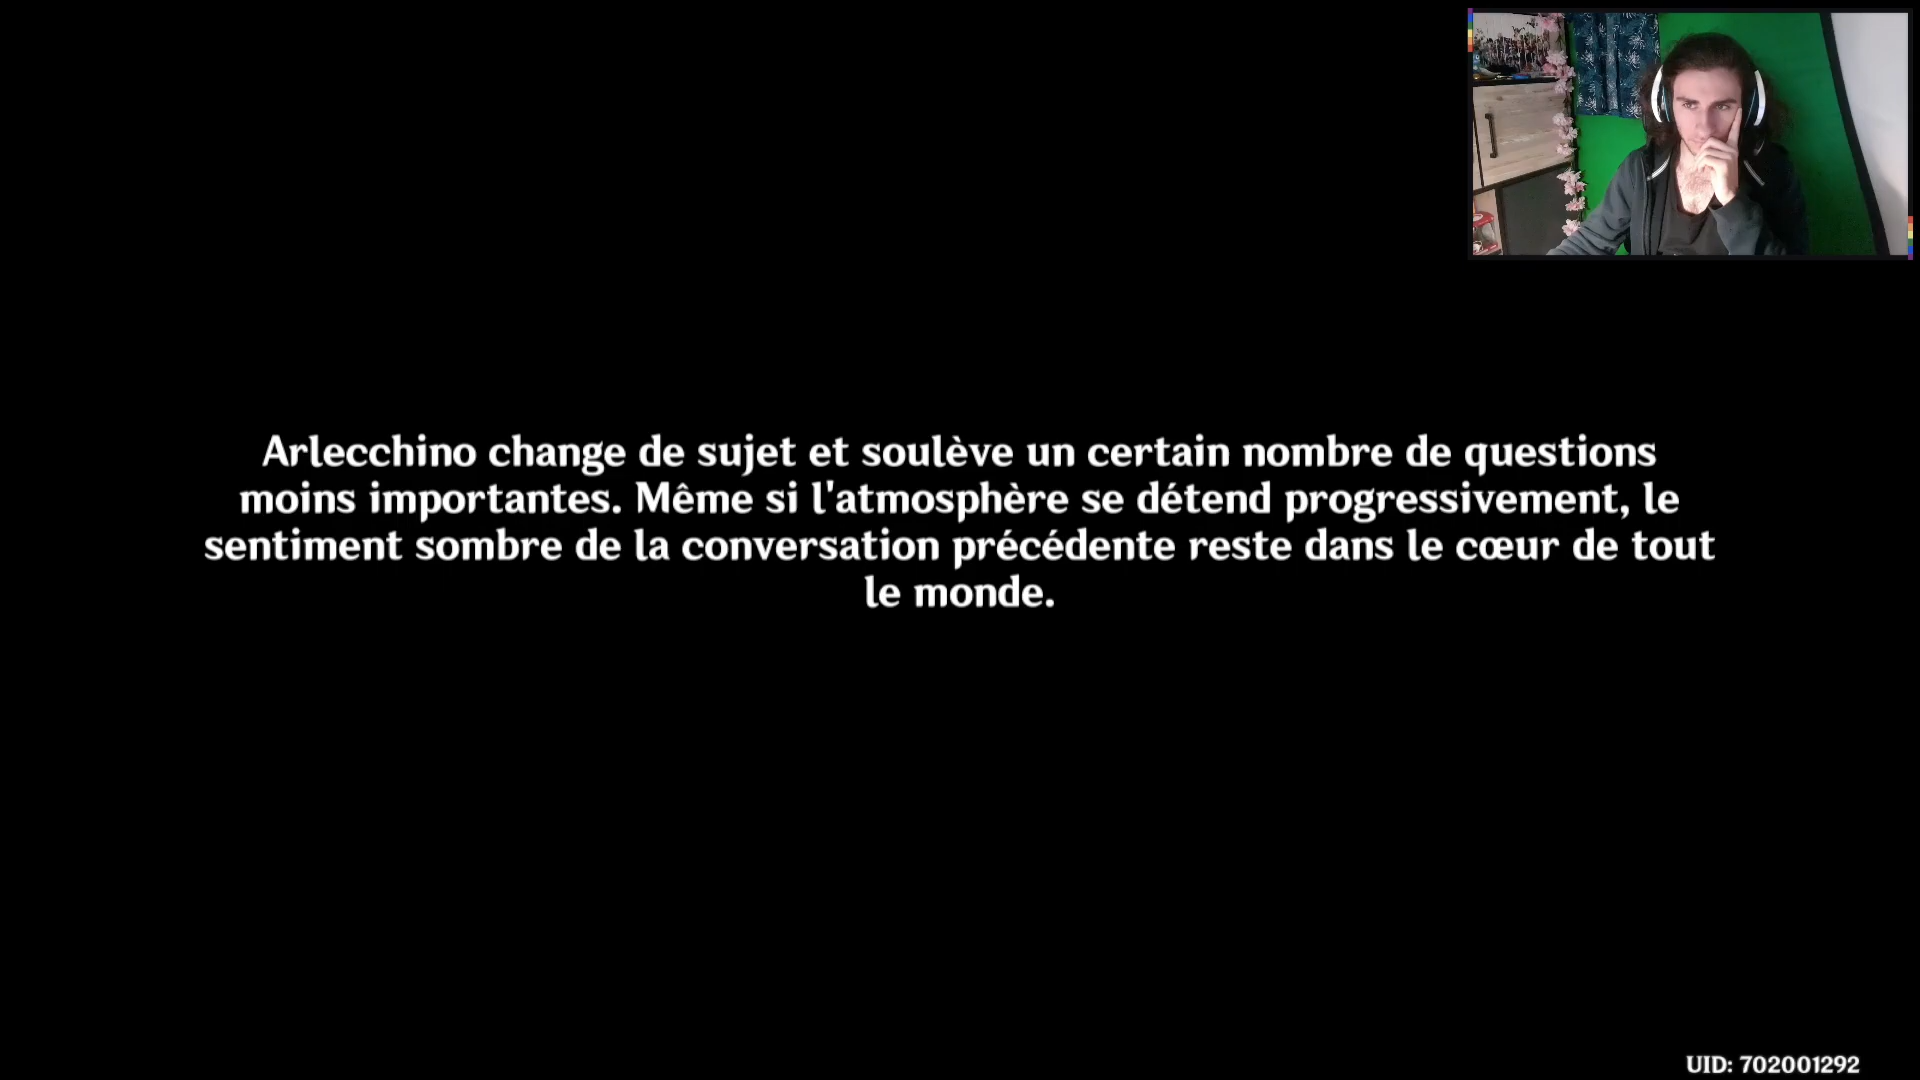 Arlecchino change de sujet et soulève un certain nombre de questions
moins importantes. Même si l'atmosphère se détend progressivement, le
sentiment sombre de la conversation précédente reste dans le cœur de tout
le monde.
UID: 702001292